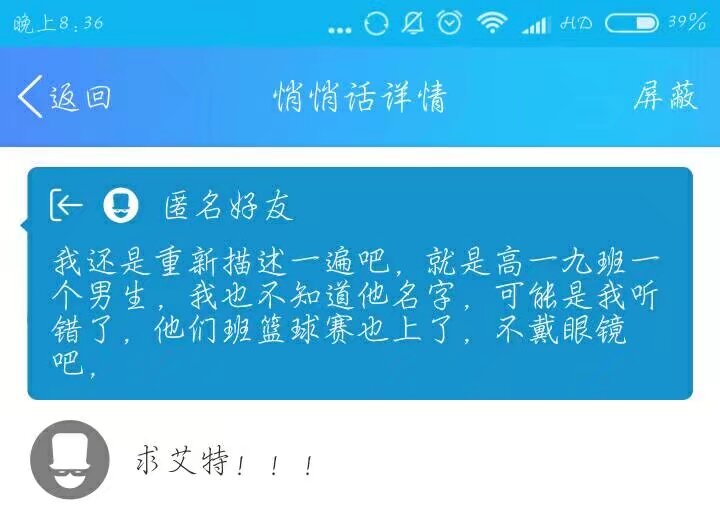 晚上8:36
... HD 39%
返回 悄悄话详情 屏蔽
匿名好友
我还是重新描述一遍吧，就是高一九班一
个男生，我也不知道他名字，可能是我听
错了，他们班篮球赛也上了，不戴眼镜
吧，
求艾特！！！